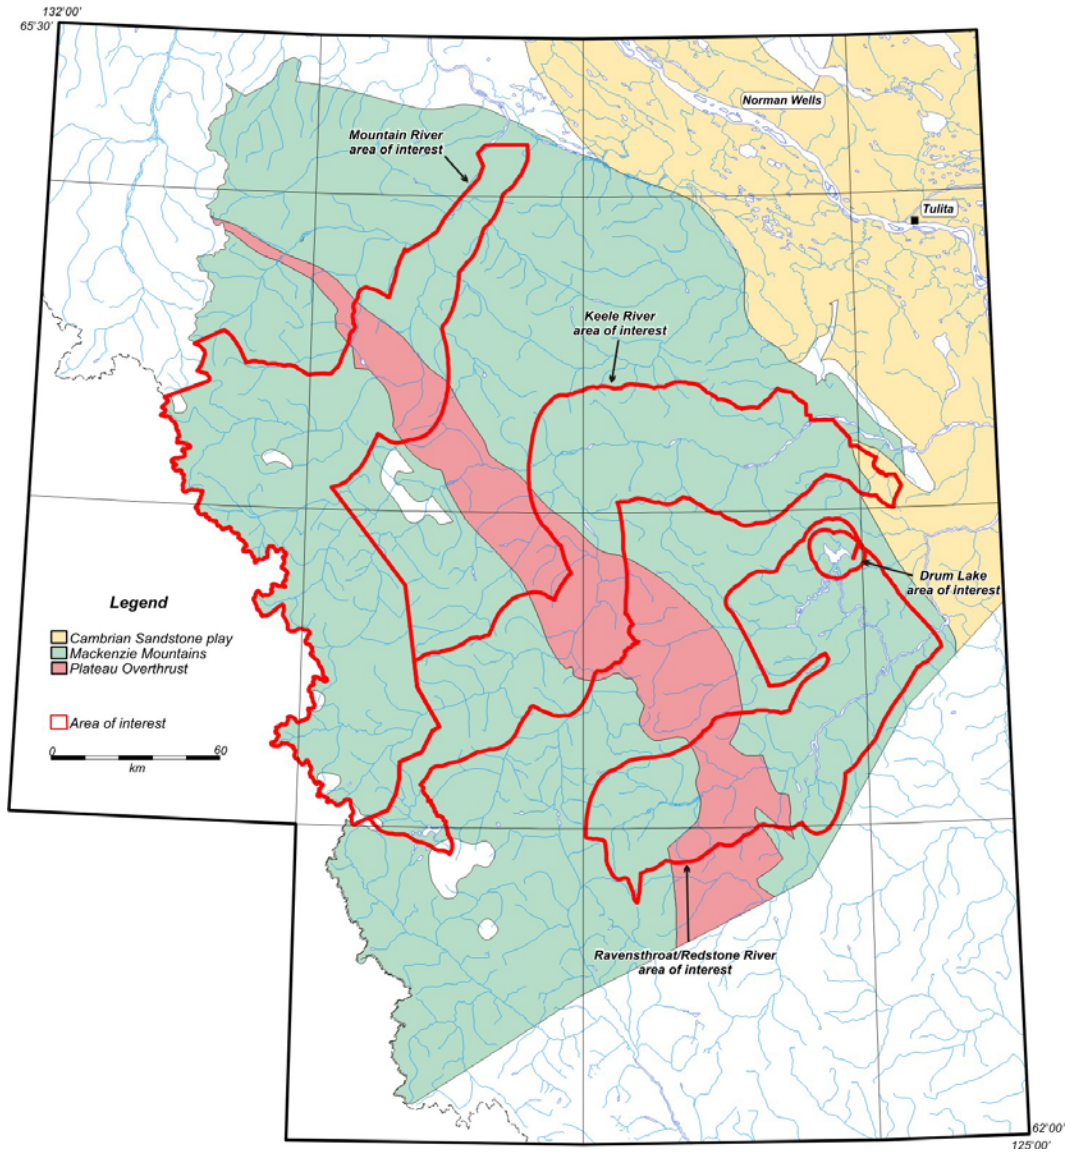 132˚00'
65˚30'
Norman Wells
Mountain River
area of interest
Tulita
Keele River
area of interest
Drum Lake
area of interest
Legend
Cambrian Sandstone play
Mackenzie Mountains
Plateau Overthrust
Area of interest
0 60
km
Ravensthroat/Redstone River
area of interest
62˚00'
125˚00'